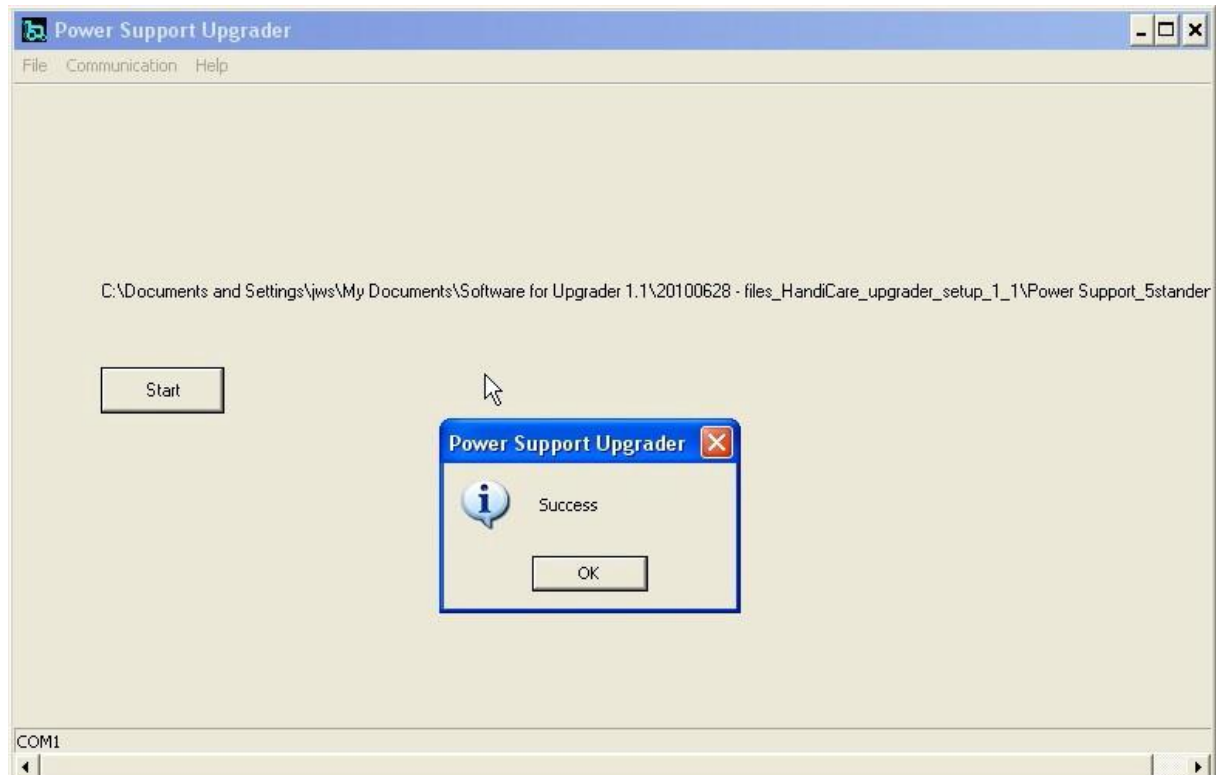 Power Support Upgrader
File Communication Help
C:\Documents and Settings\jws\My Documents\Software for Upgrader 1.1\20100628 - files_HandiCare_upgrader_setup_1_1\Power Support_5stander
Start
Power Support Upgrader
Success
OK
COM1